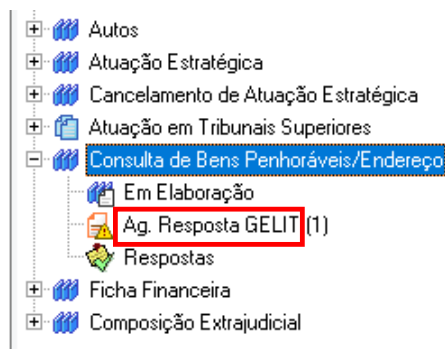 Autos
Atuação Estratégica
Cancelamento de Atuação Estratégica
Atuação em Tribunais Superiores
Consulta de Bens Penhoráveis/Endereço
Em Elaboração
Ag. Resposta GELIT (1)
Respostas
Ficha Financeira
Composição Extrajudicial